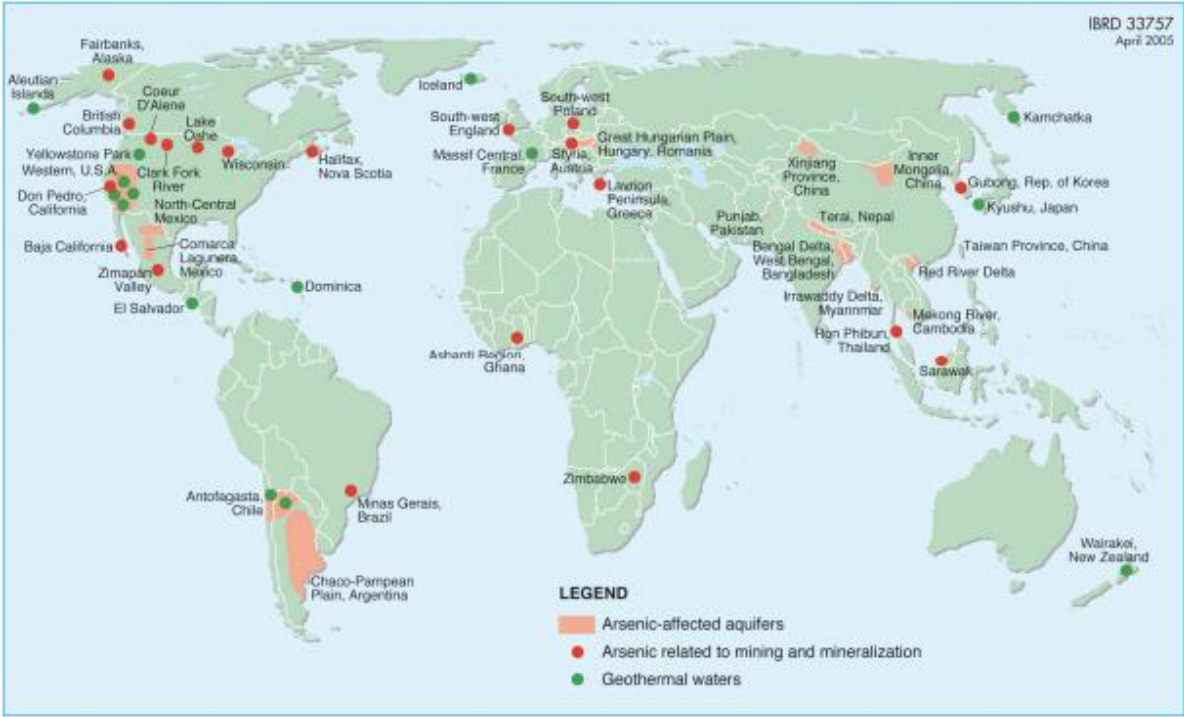 IBRD 33757
April 2005
Fairbanks,
Alaska
Aleutian
Islands
Coeur
D'Alene
British
Columbia
Lake
Oahe
Yellowstone Park
Western, U.S.A.
Wisconsin
Halifax,
Nova Scotia
Clark Fork
River
Don Pedro,
California
North-Central
Mexico
Baja California
Comarca
Lagunera,
Mexico
Zimapan
Valley
El Salvador
Dominica
Iceland
South-west
England
South-west
Poland
Great Hungarian Plain,
Hungary, Romania
Massif Central,
France
Styria,
Austria
Lavrion
Peninsula,
Greece
Kamchatka
Xinjiang
Province,
China
Inner
Mongolia,
China
Gubong, Rep. of Korea
Kyushu, Japan
Punjab,
Pakistan
Terai, Nepal
Bengal Delta,
West Bengal,
Bangladesh
Taiwan Province, China
Red River Delta
Irrawaddy Delta,
Myanmar
Mekong River,
Cambodia
Ron Phibun,
Thailand
Sarawak
Ashanti Region,
Ghana
Zimbabwe
Antofagasta,
Chile
Minas Gerais,
Brazil
Chaco-Pampean
Plain, Argentina
Wairakei,
New Zealand
LEGEND
Arsenic-affected aquifers
Arsenic related to mining and mineralization
Geothermal waters